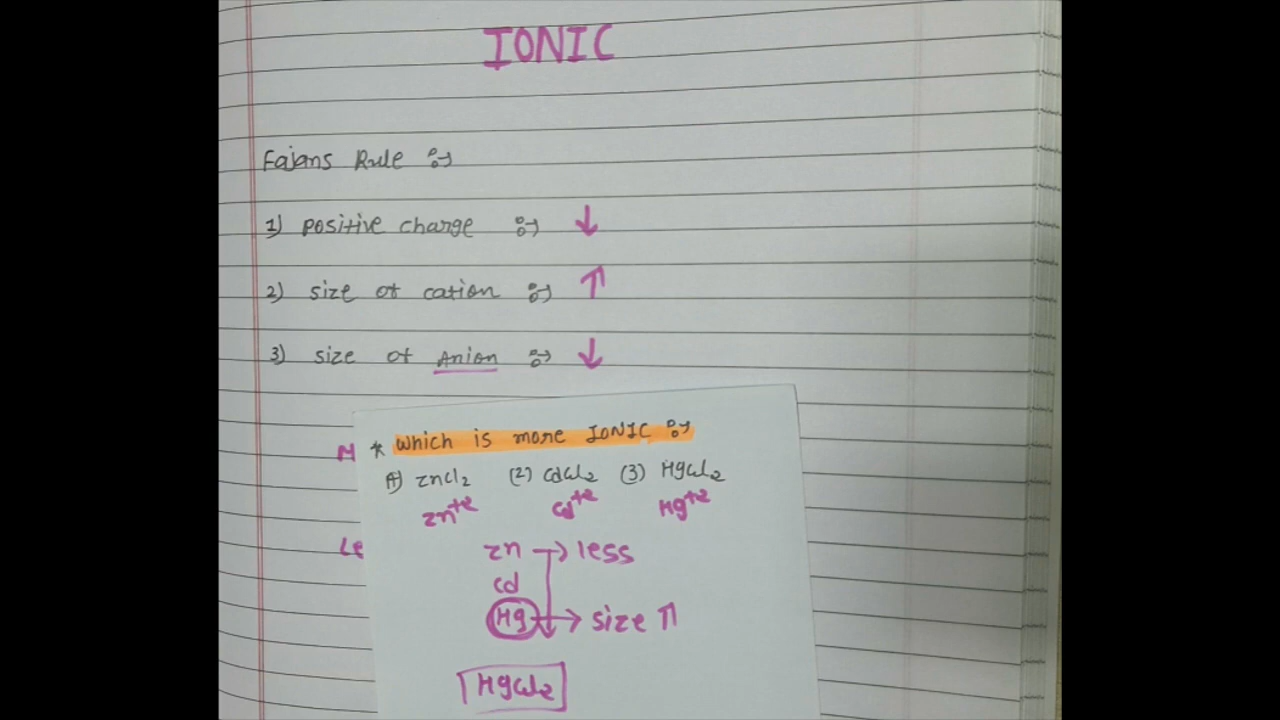 IONIC
Fajans Rule :-
1) positive charge :- ↓
2) size of cation :- ↑
3) size of Anion :- ↓
M * Which is more IONIC :-
A) ZnCl2 (2) CdCl2 (3) HgCl2
Zn+2 Cd+2 Hg+2
Le Zn → less
Cd
Hg → size ↑
HgCl2